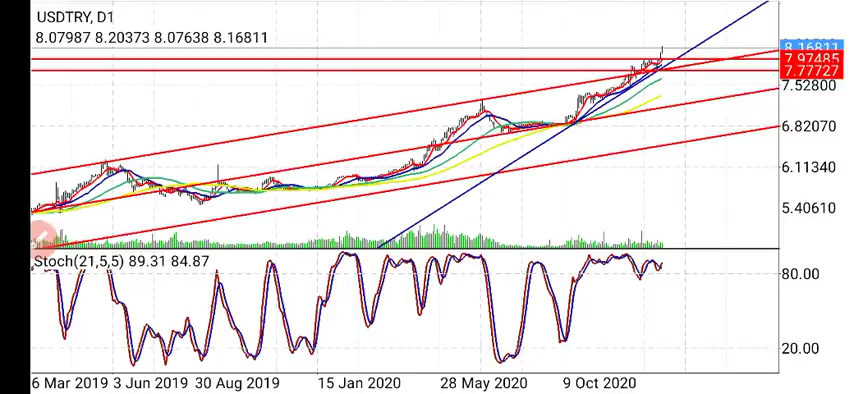 USDTRY, D1
8.07987 8.20373 8.07638 8.16811
8.16811
7.97485
7.77727
7.52800
6.82070
6.11340
5.40610
Stoch(21,5,5) 89.31 84.87
80.00
20.00
6 Mar 2019 3 Jun 2019 30 Aug 2019 15 Jan 2020 28 May 2020 9 Oct 2020